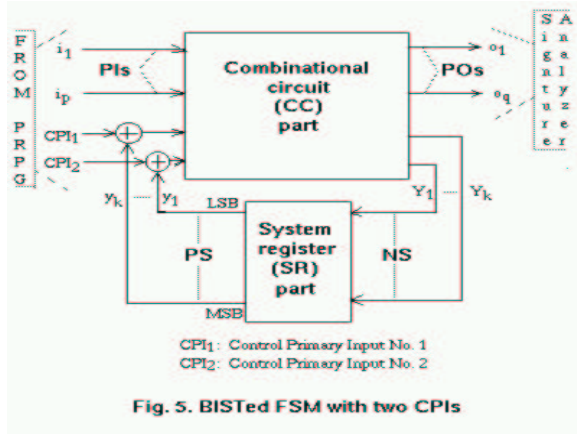 FROM PRPG
i1
PIs
ip
CPI1
CPI2
Combinational
circuit
(CC)
part
o1
POs
oq
Signture
Analyzer
yk ---- y1
LSB
Y1 ---- Yk
PS
System
register
(SR)
part
NS
MSB
CPI1: Control Primary Input No. 1
CPI2: Control Primary Input No. 2
Fig. 5. BISTed FSM with two CPIs